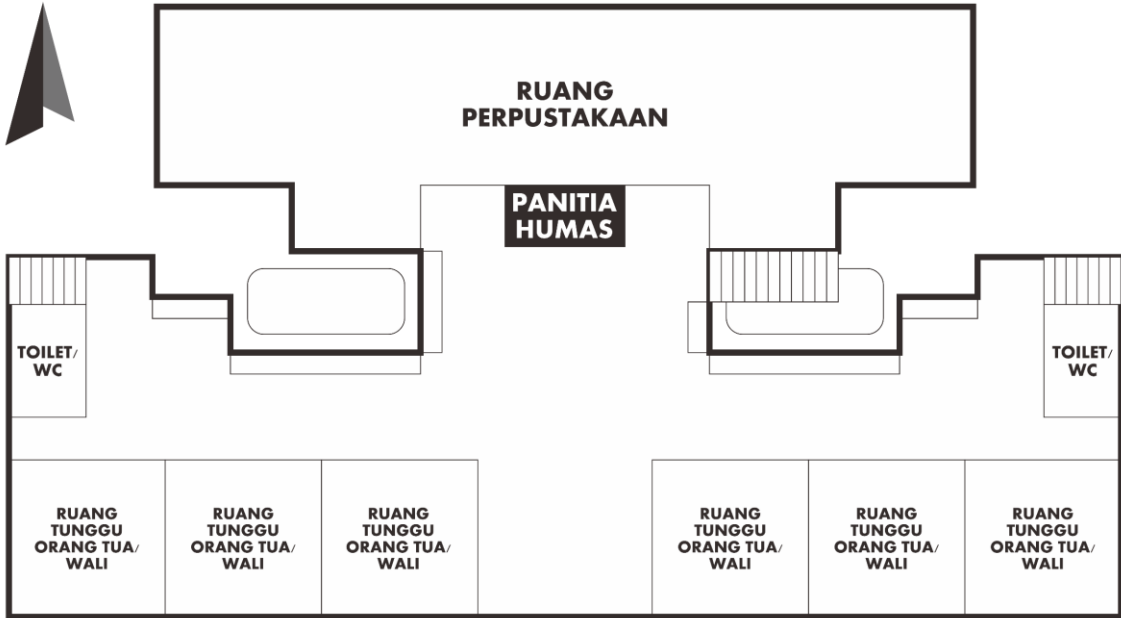 RUANG
PERPUSTAKAAN
PANITIA
HUMAS
TOILET/
WC
TOILET/
WC
RUANG
TUNGGU
ORANG TUA/
WALI
RUANG
TUNGGU
ORANG TUA/
WALI
RUANG
TUNGGU
ORANG TUA/
WALI
RUANG
TUNGGU
ORANG TUA/
WALI
RUANG
TUNGGU
ORANG TUA/
WALI
RUANG
TUNGGU
ORANG TUA/
WALI